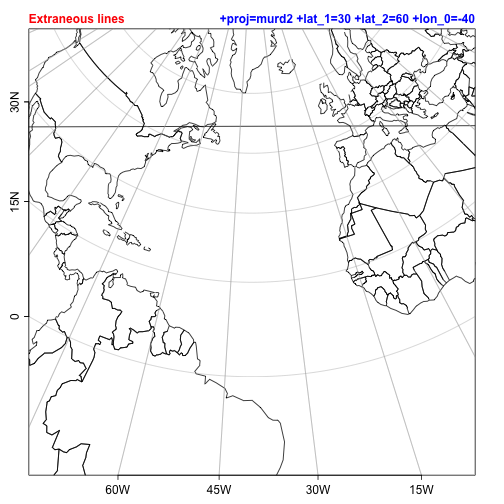 Extraneous lines +proj=murd2 +lat_1=30 +lat_2=60 +lon_0=-40
30N
15N
0
60W 45W 30W 15W